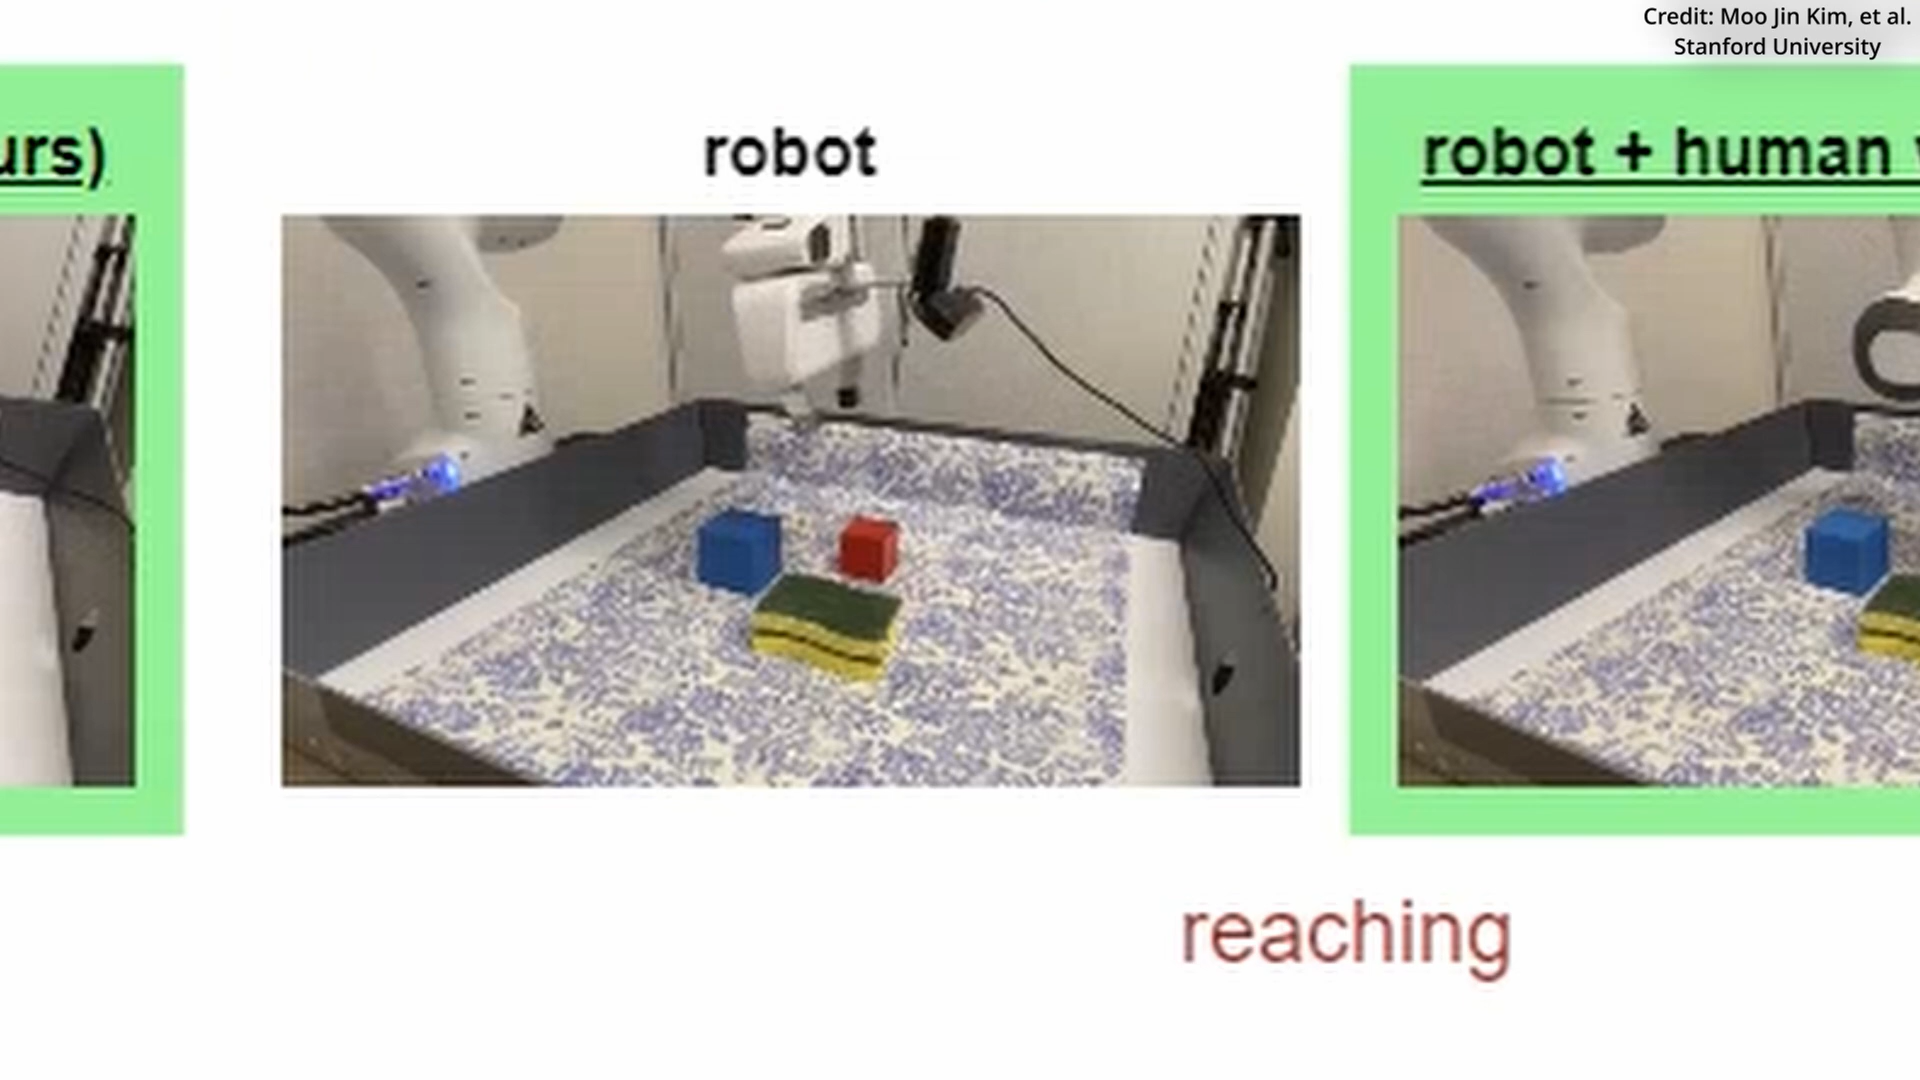 Credit: Moo Jin Kim, et al.
Stanford University
urs)
robot
robot + human
reaching